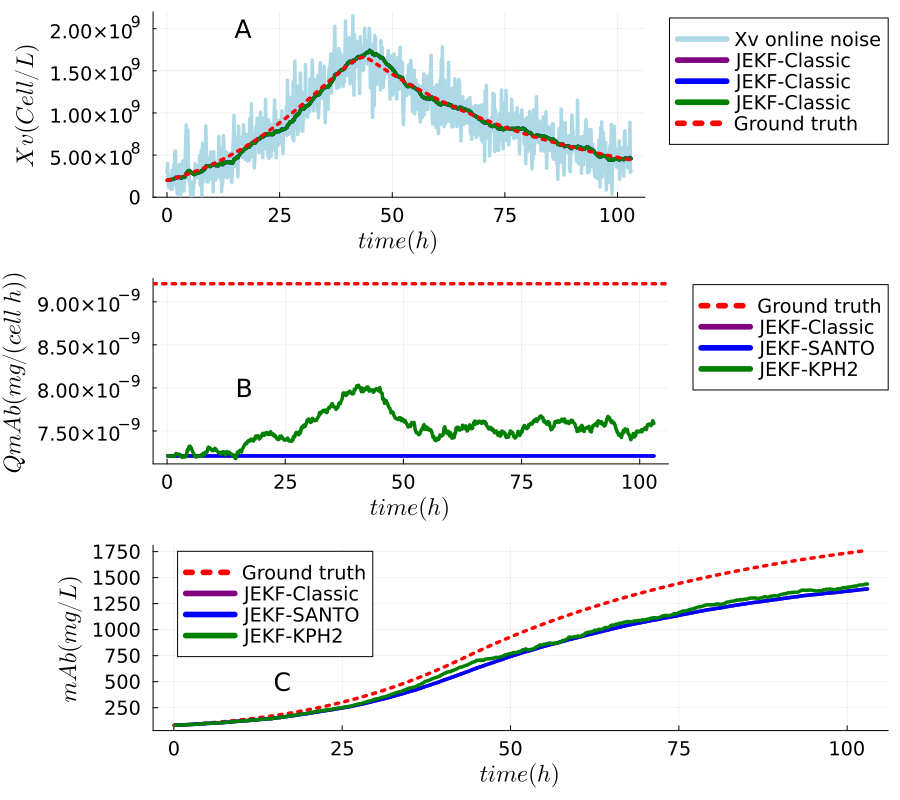 A
Xv(Cell/L)
2.00×10⁹
1.50×10⁹
1.00×10⁹
5.00×10⁸
0
0 25 50 75 100
time(h)
Xv online noise
JEKF-Classic
JEKF-Classic
JEKF-Classic
Ground truth
B
QmAb(mg/(cell h))
9.00×10⁻⁹
8.50×10⁻⁹
8.00×10⁻⁹
7.50×10⁻⁹
0 25 50 75 100
time(h)
Ground truth
JEKF-Classic
JEKF-SANTO
JEKF-KPH2
C
mAb(mg/L)
1750
1500
1250
1000
750
500
250
0 25 50 75 100
time(h)
Ground truth
JEKF-Classic
JEKF-SANTO
JEKF-KPH2